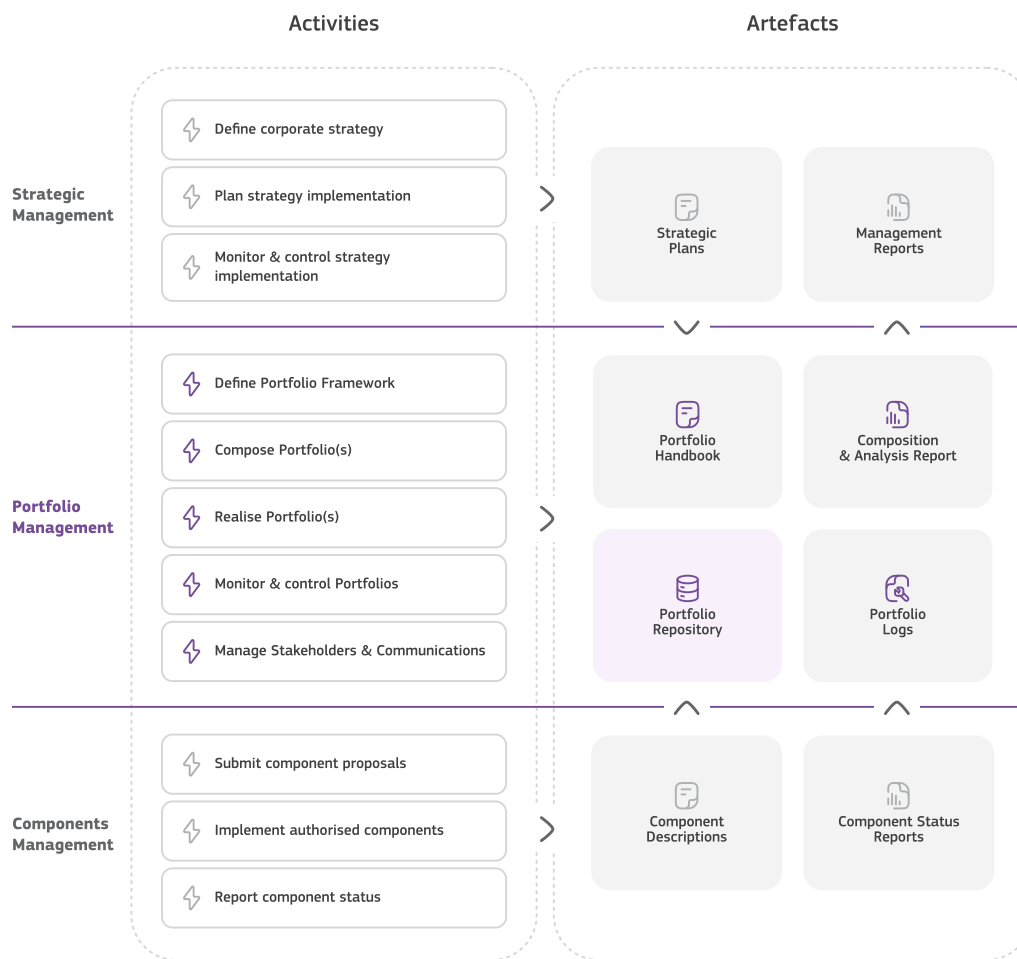 Activities
Artefacts
Strategic
Management
Define corporate strategy
Plan strategy implementation
Monitor & control strategy
implementation
Strategic
Plans
Management
Reports
Portfolio
Management
Define Portfolio Framework
Compose Portfolio(s)
Realise Portfolio(s)
Monitor & control Portfolios
Manage Stakeholders & Communications
Portfolio
Handbook
Composition
& Analysis Report
Portfolio
Repository
Portfolio
Logs
Components
Management
Submit component proposals
Implement authorised components
Report component status
Component
Descriptions
Component Status
Reports